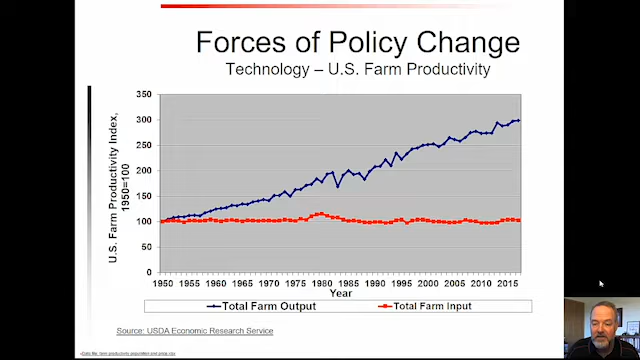 Forces of Policy Change
Technology – U.S. Farm Productivity
U.S. Farm Productivity Index,
1950=100
350
300
250
200
150
100
50
0
1950 1955 1960 1965 1970 1975 1980 1985 1990 1995 2000 2005 2010 2015
Year
Total Farm Output Total Farm Input
Source: USDA Economic Research Service